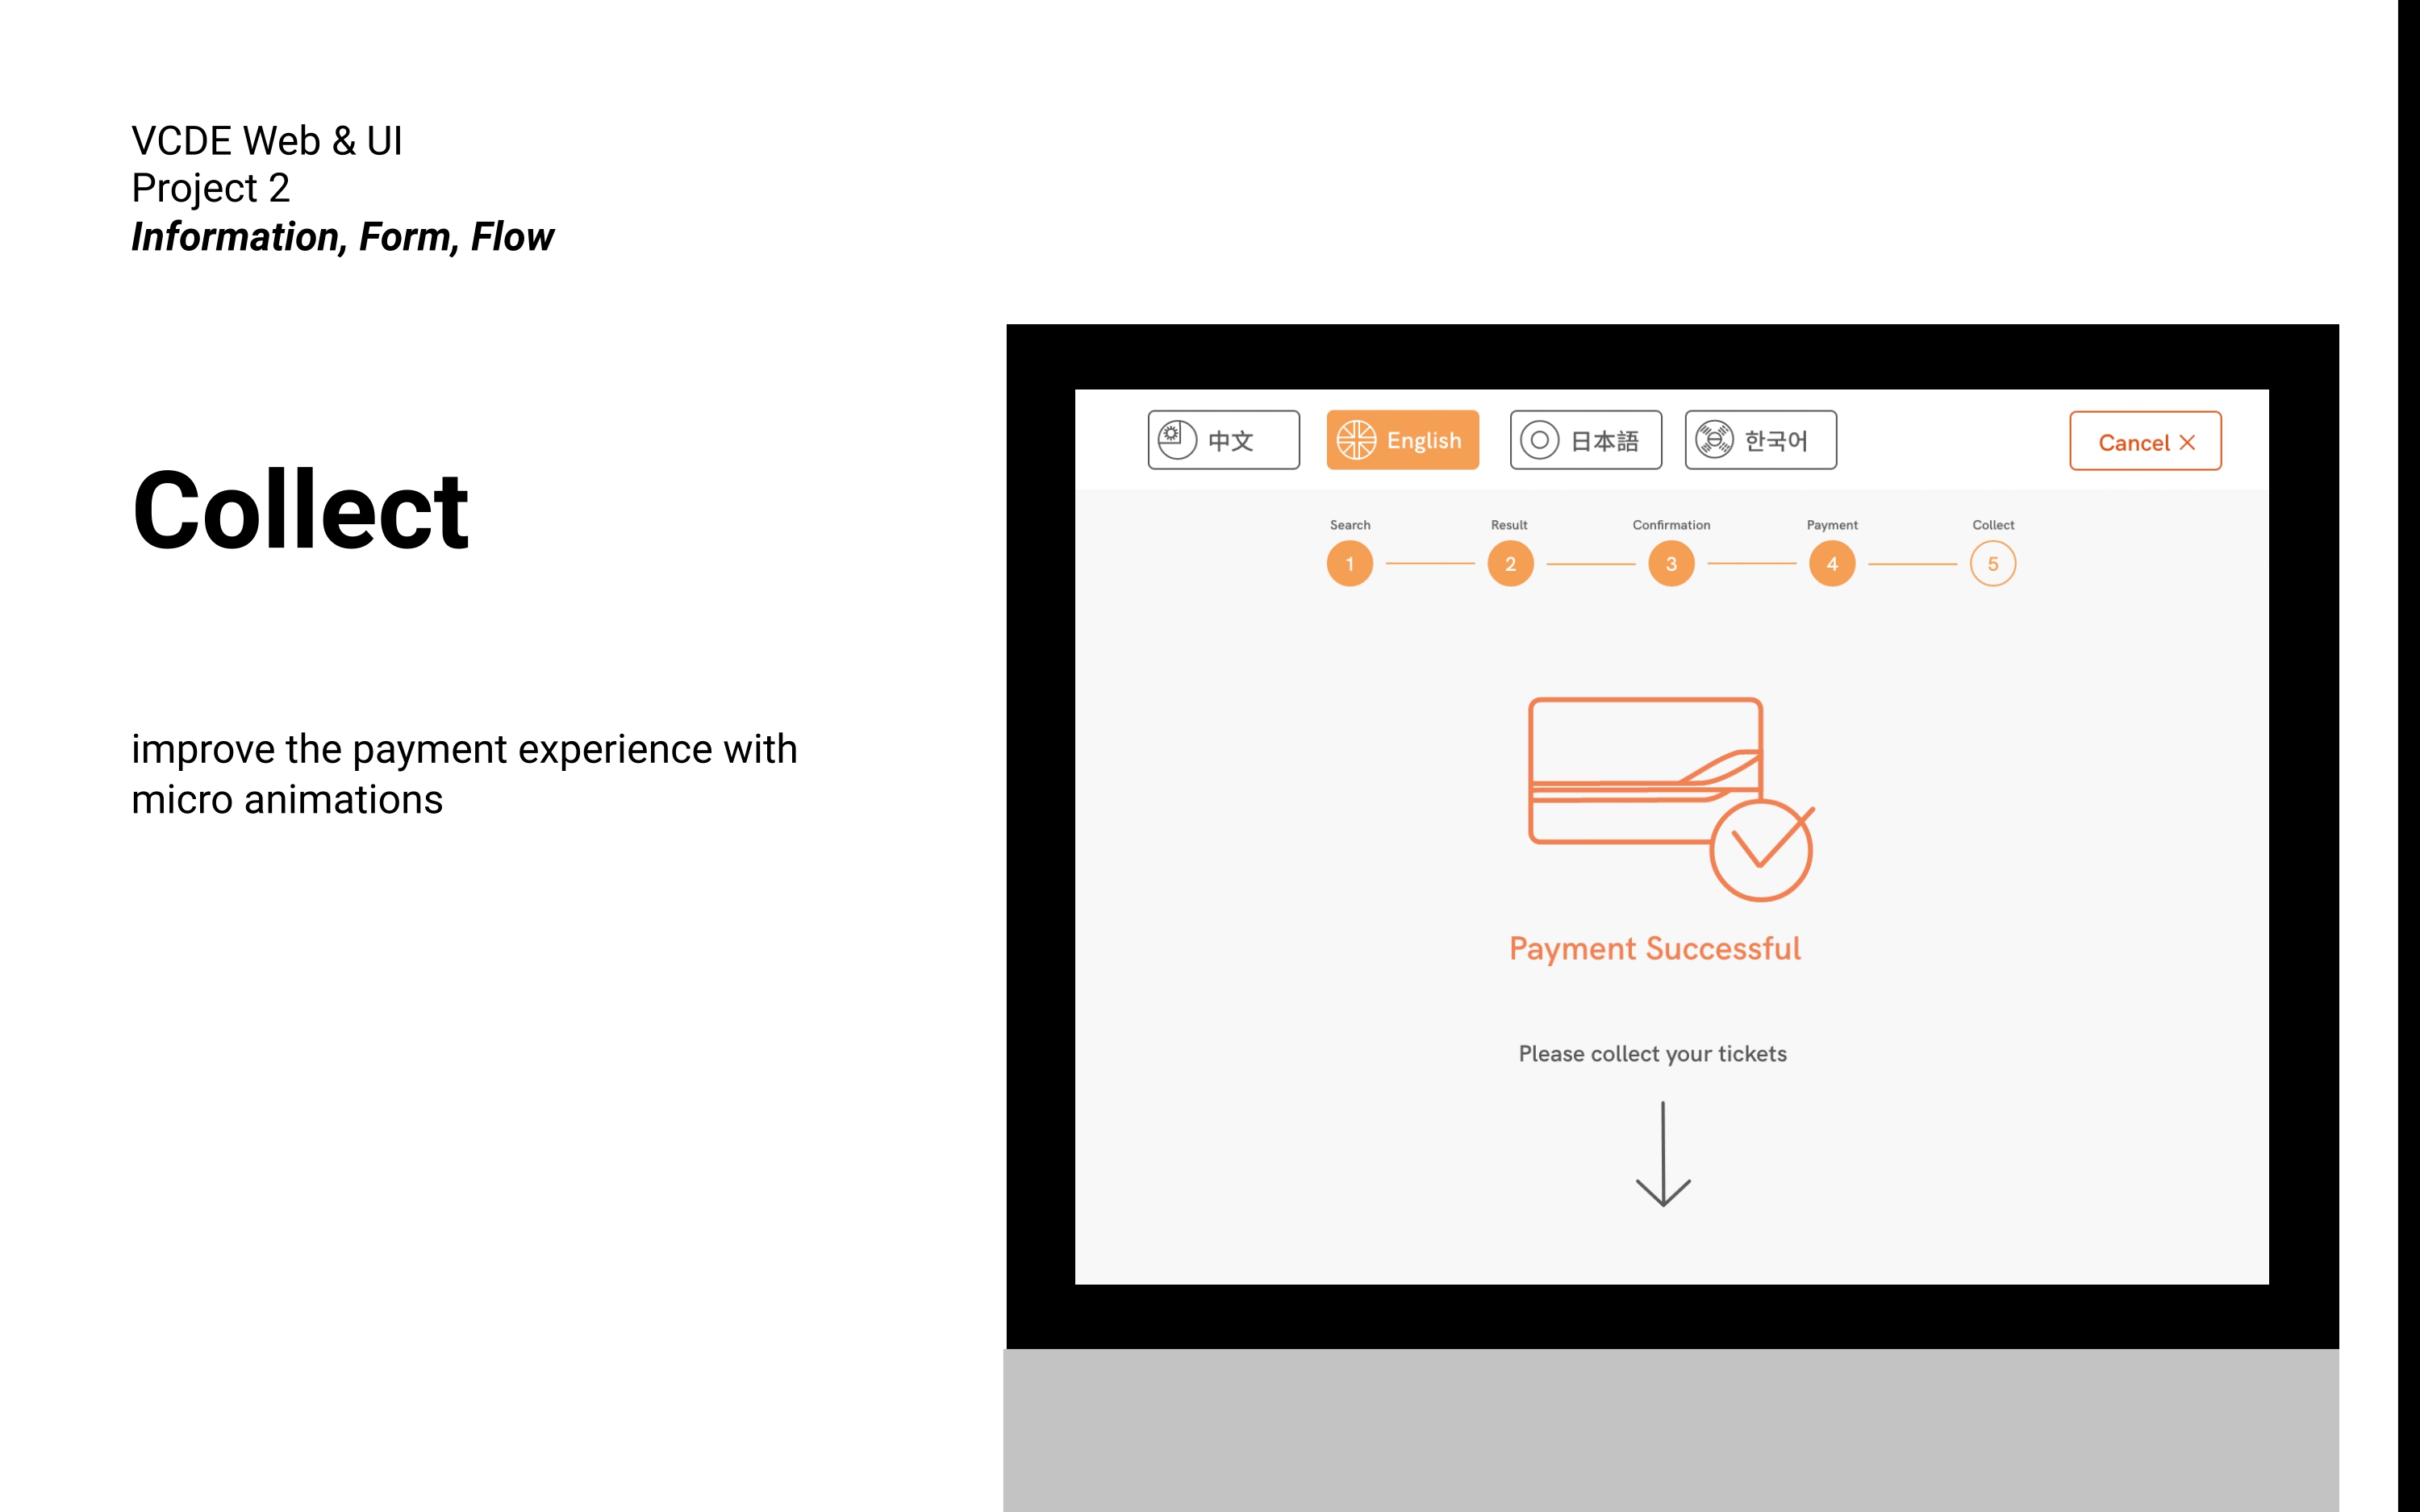 VCDE Web & UI
Project 2
Information, Form, Flow
Collect
improve the payment experience with
micro animations
中文
English
日本語
한국어
Cancel
Search
Result
Confirmation
Payment
Collect
1
2
3
4
5
Payment Successful
Please collect your tickets